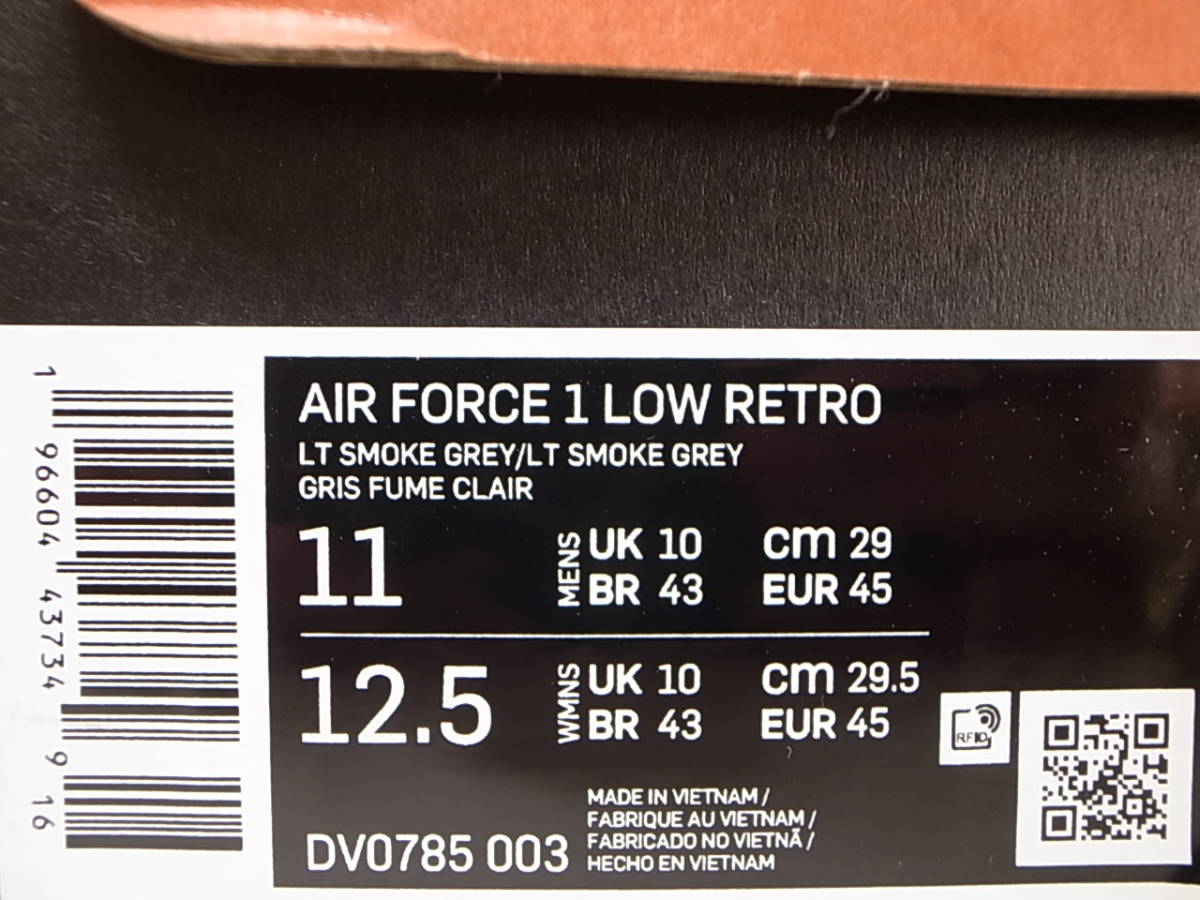 AIR FORCE 1 LOW RETRO
LT SMOKE GREY/LT SMOKE GREY
GRIS FUME CLAIR
11 MENS UK 10 cm 29
BR 43 EUR 45
12.5 WMNS UK 10 cm 29.5
BR 43 EUR 45
RFID
DV0785 003
MADE IN VIETNAM /
FABRIQUE AU VIETNAM /
FABRICADO NO VIETNÃ /
HECHO EN VIETNAM
1 96604 43734 9 16